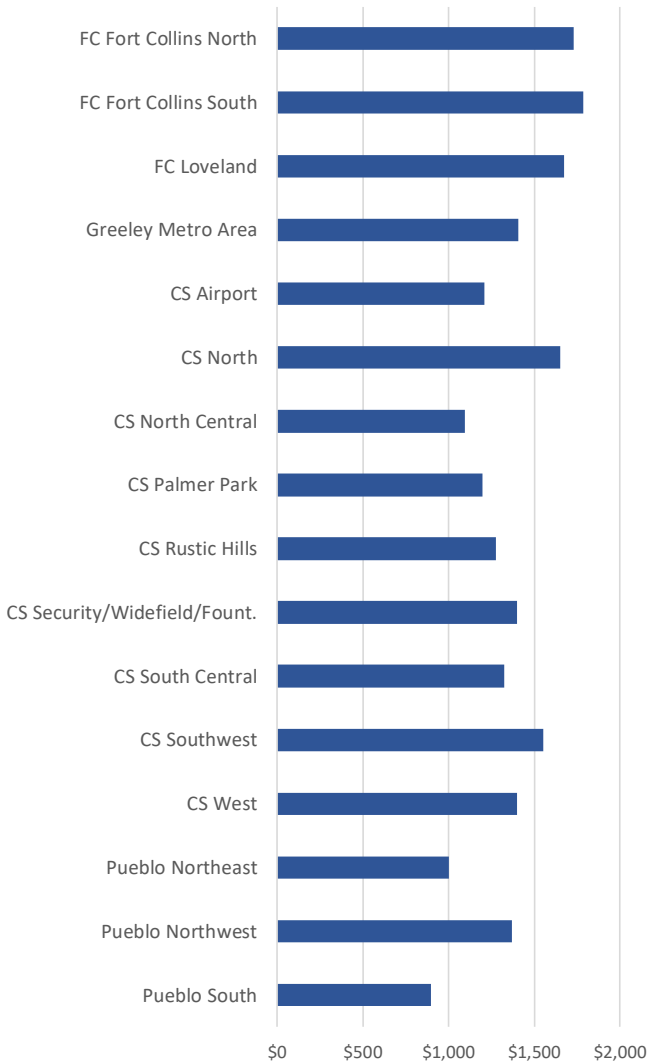 FC Fort Collins North
FC Fort Collins South
FC Loveland
Greeley Metro Area
CS Airport
CS North
CS North Central
CS Palmer Park
CS Rustic Hills
CS Security/Widefield/Fount.
CS South Central
CS Southwest
CS West
Pueblo Northeast
Pueblo Northwest
Pueblo South
$0 $500 $1,000 $1,500 $2,000